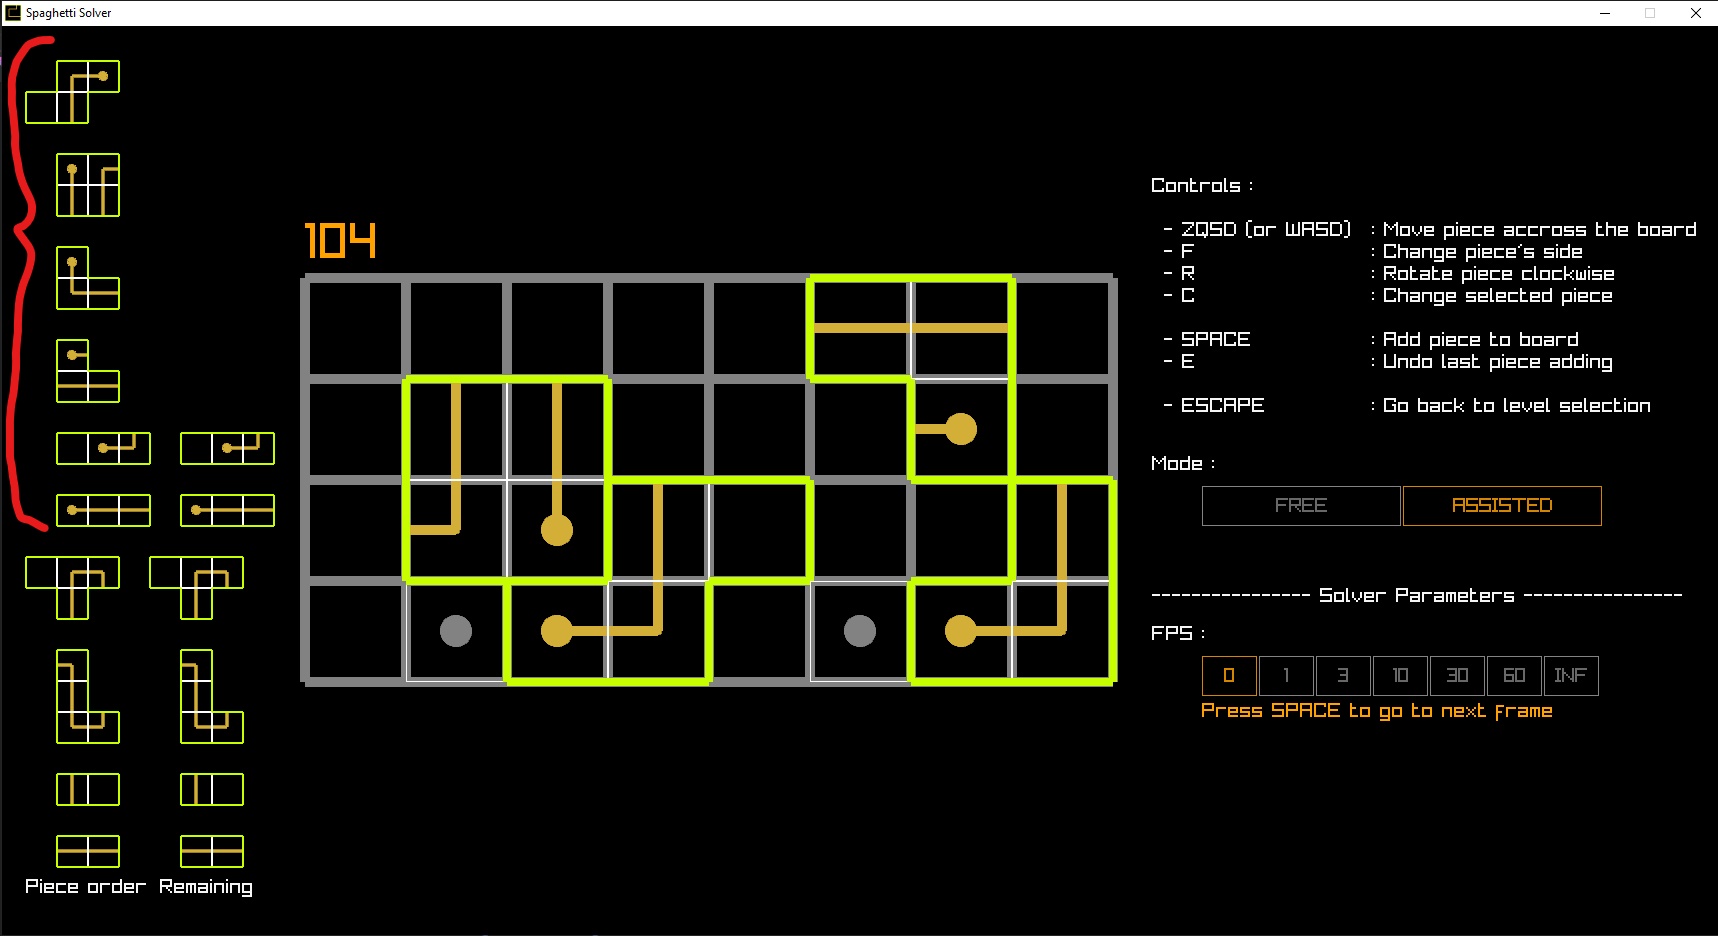 Spaghetti Solver
104
Controls :
- ZQSD (or WASD) : Move piece accross the board
- F : Change piece's side
- R : Rotate piece clockwise
- C : Change selected piece
- SPACE : Add piece to board
- E : Undo last piece adding
- ESCAPE : Go back to level selection
Mode :
FREE ASSISTED
---------------- Solver Parameters ----------------
FPS :
0 1 3 10 30 60 INF
Press SPACE to go to next frame
Piece order Remaining